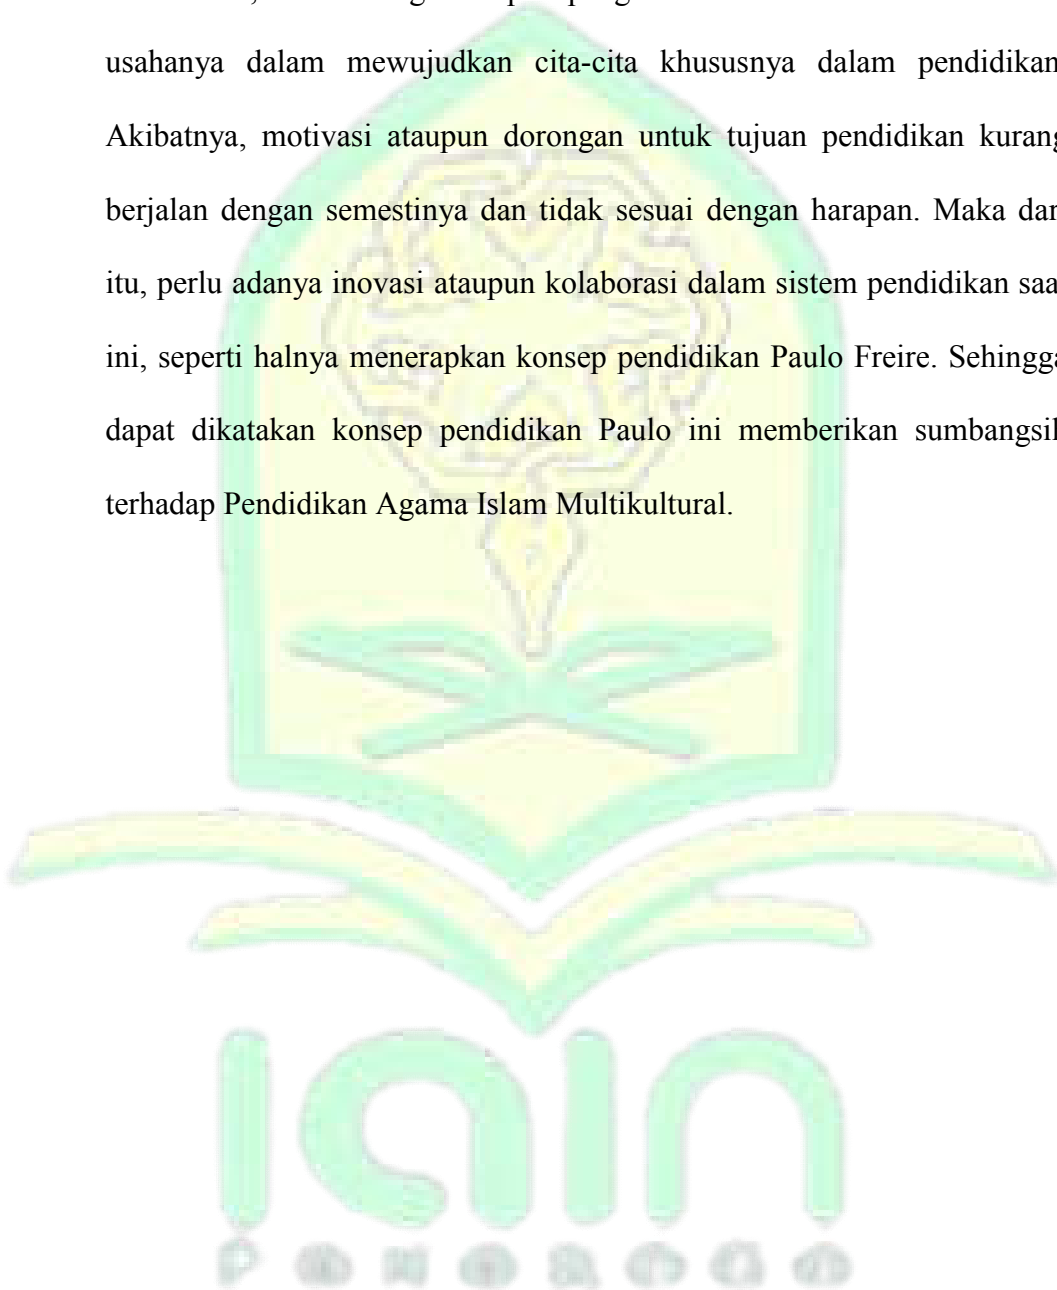 usahanya dalam mewujudkan cita-cita khususnya dalam pendidikan
Akibatnya, motivasi ataupun dorongan untuk tujuan pendidikan kurang
berjalan dengan semestinya dan tidak sesuai dengan harapan. Maka dari
itu, perlu adanya inovasi ataupun kolaborasi dalam sistem pendidikan saa
ini, seperti halnya menerapkan konsep pendidikan Paulo Freire. Sehingga
dapat dikatakan konsep pendidikan Paulo ini memberikan sumbangsih
terhadap Pendidikan Agama Islam Multikultural.
iain
PONOROGO